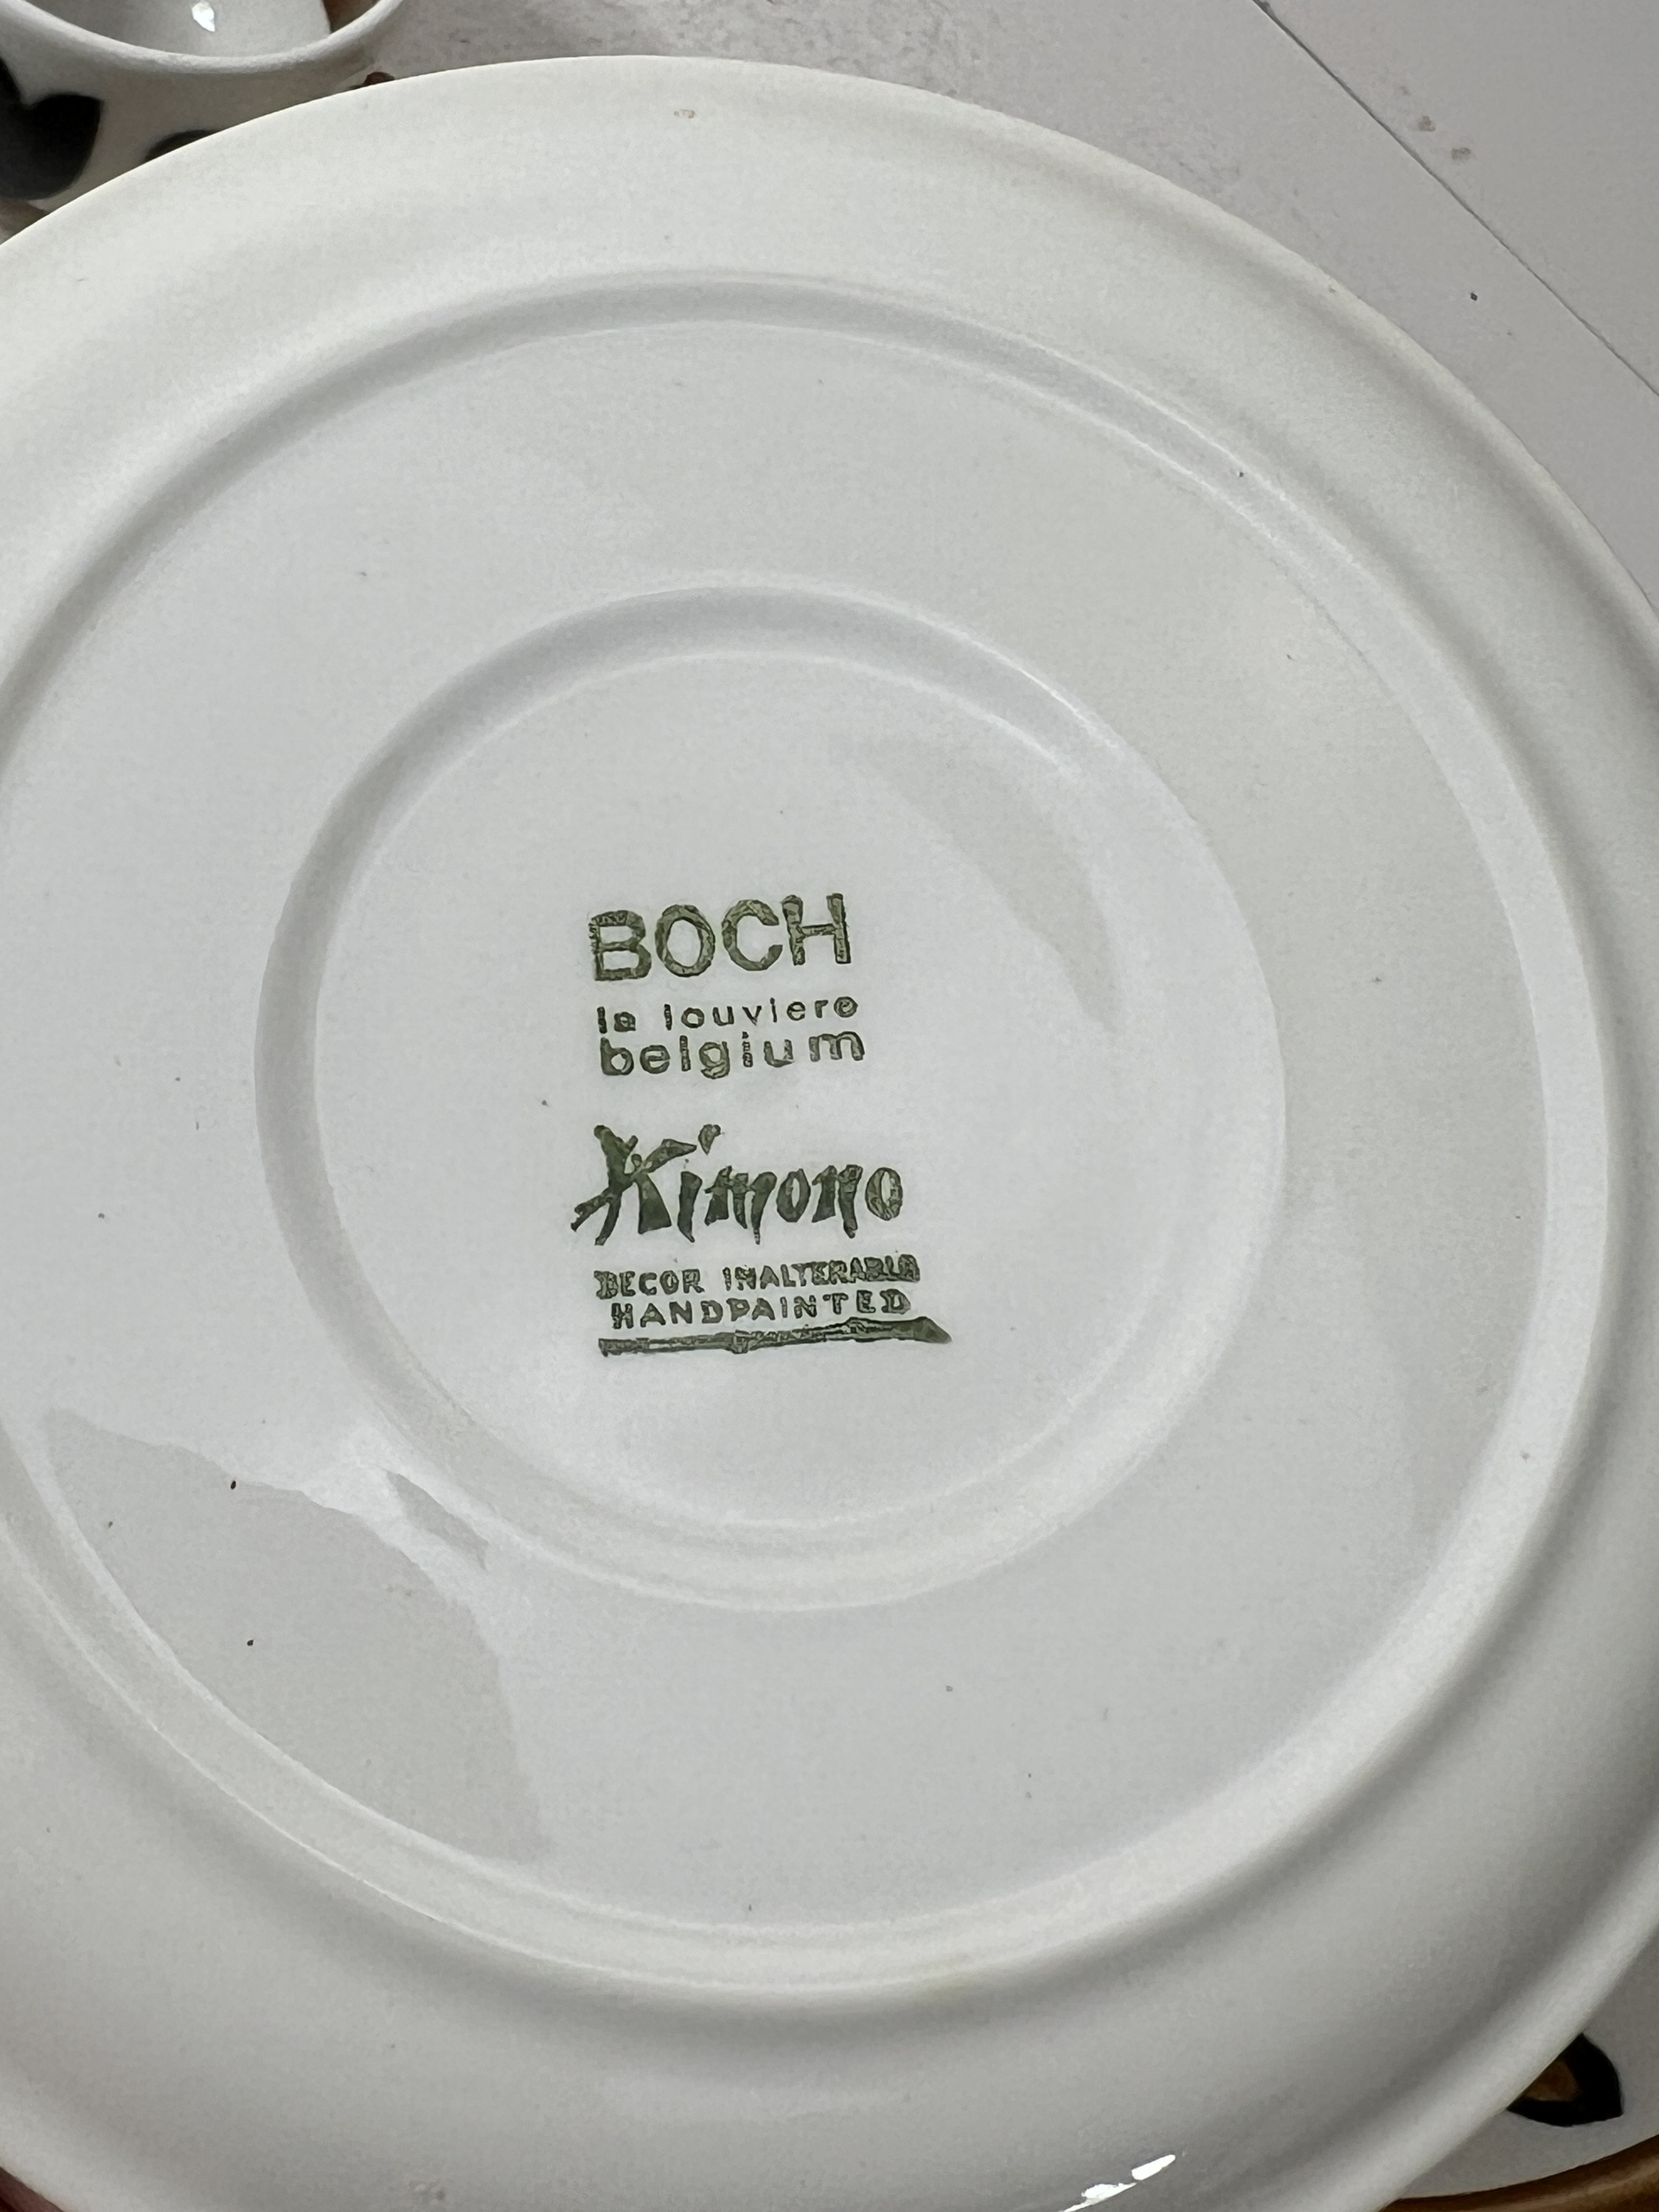 BOCH
la louviere
belgium
Kimono
DECOR INALTERABLE
HANDPAINTED